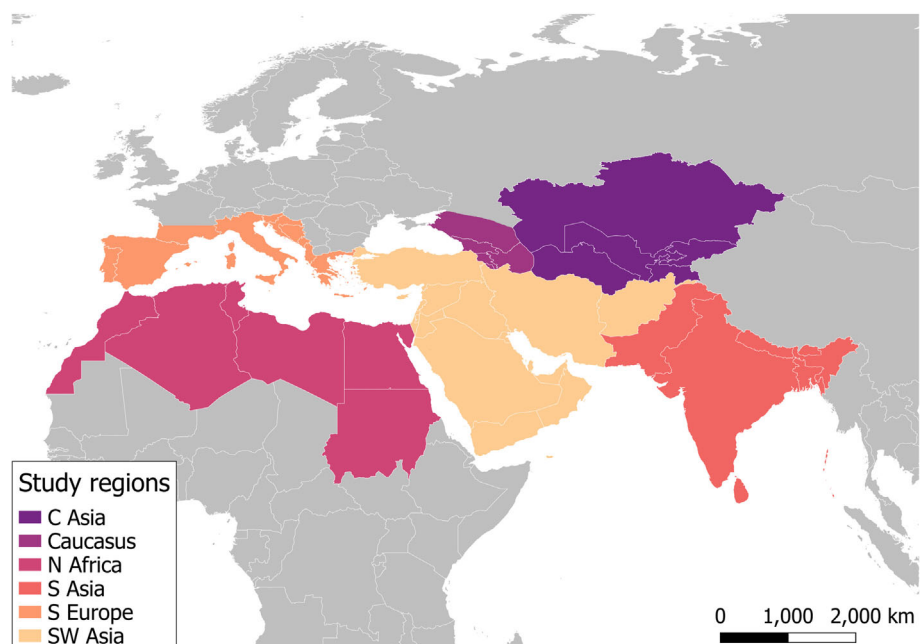 Study regions
C Asia
Caucasus
N Africa
S Asia
S Europe
SW Asia
0 1,000 2,000 km